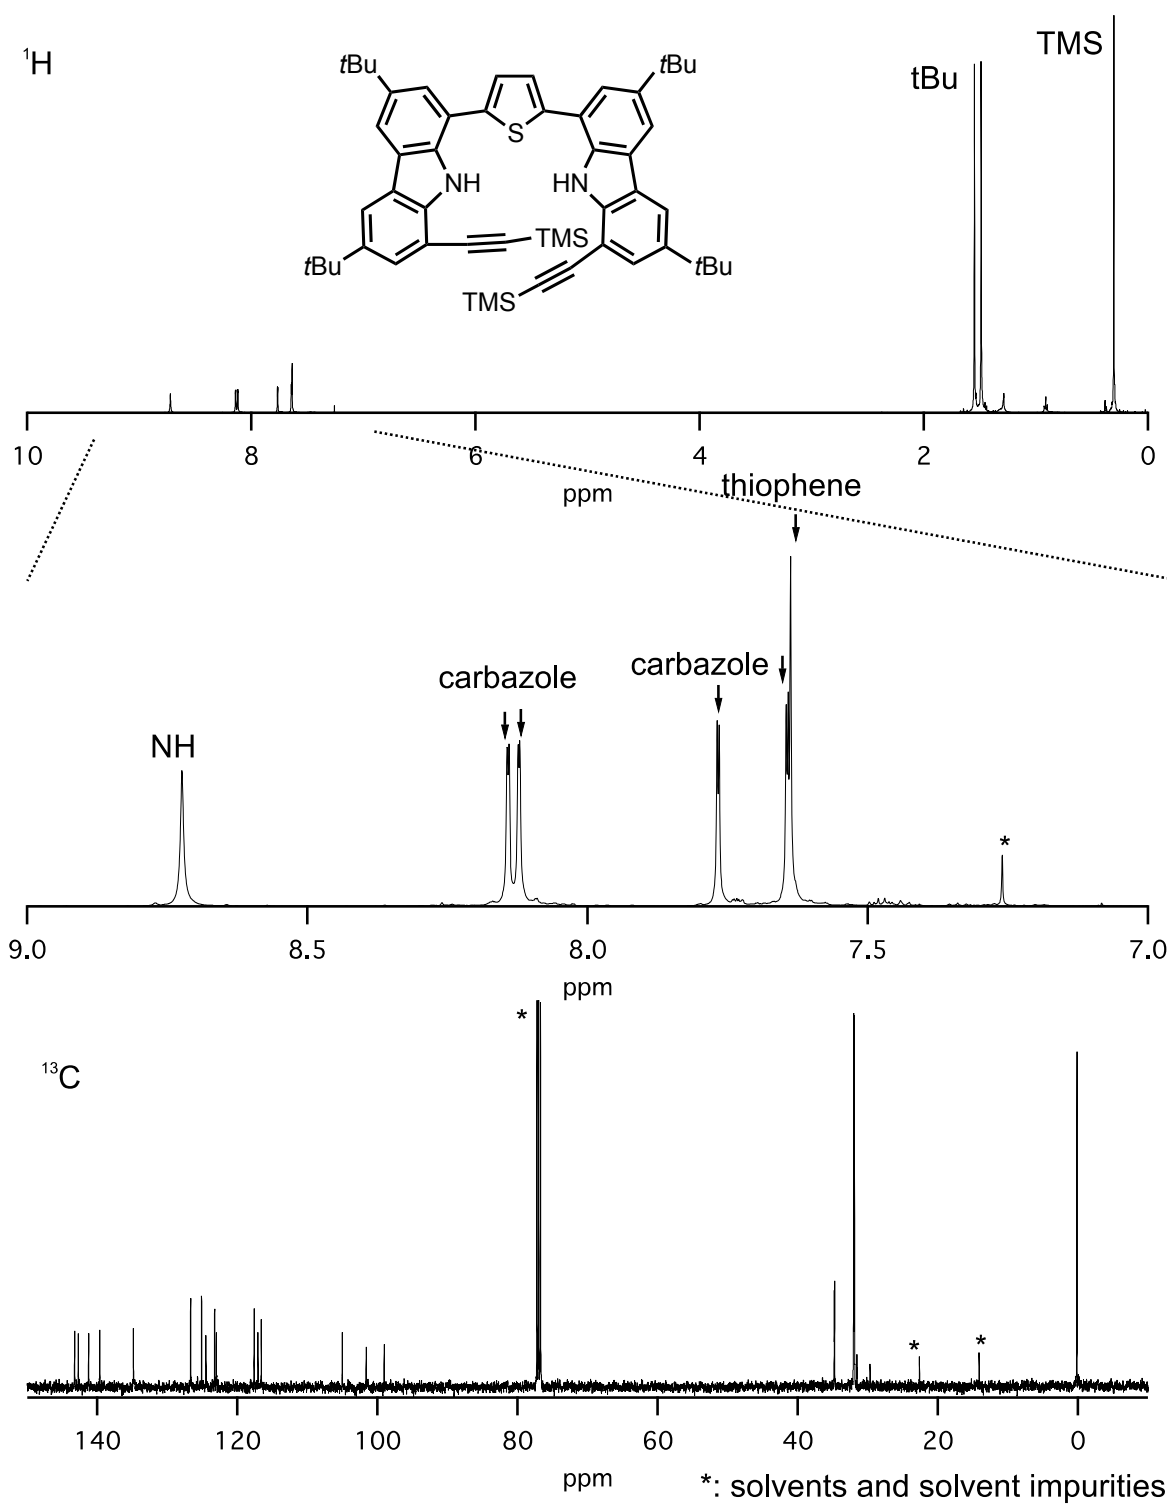 ¹H
TMS
tBu
tBu
tBu
S
NH
HN
TMS
tBu
tBu
TMS
10
8
6
4
2
0
ppm
thiophene
carbazole
carbazole
NH
*
9.0
8.5
8.0
7.5
7.0
ppm
*
¹³C
*
*
140
120
100
80
60
40
20
0
ppm
*: solvents and solvent impurities